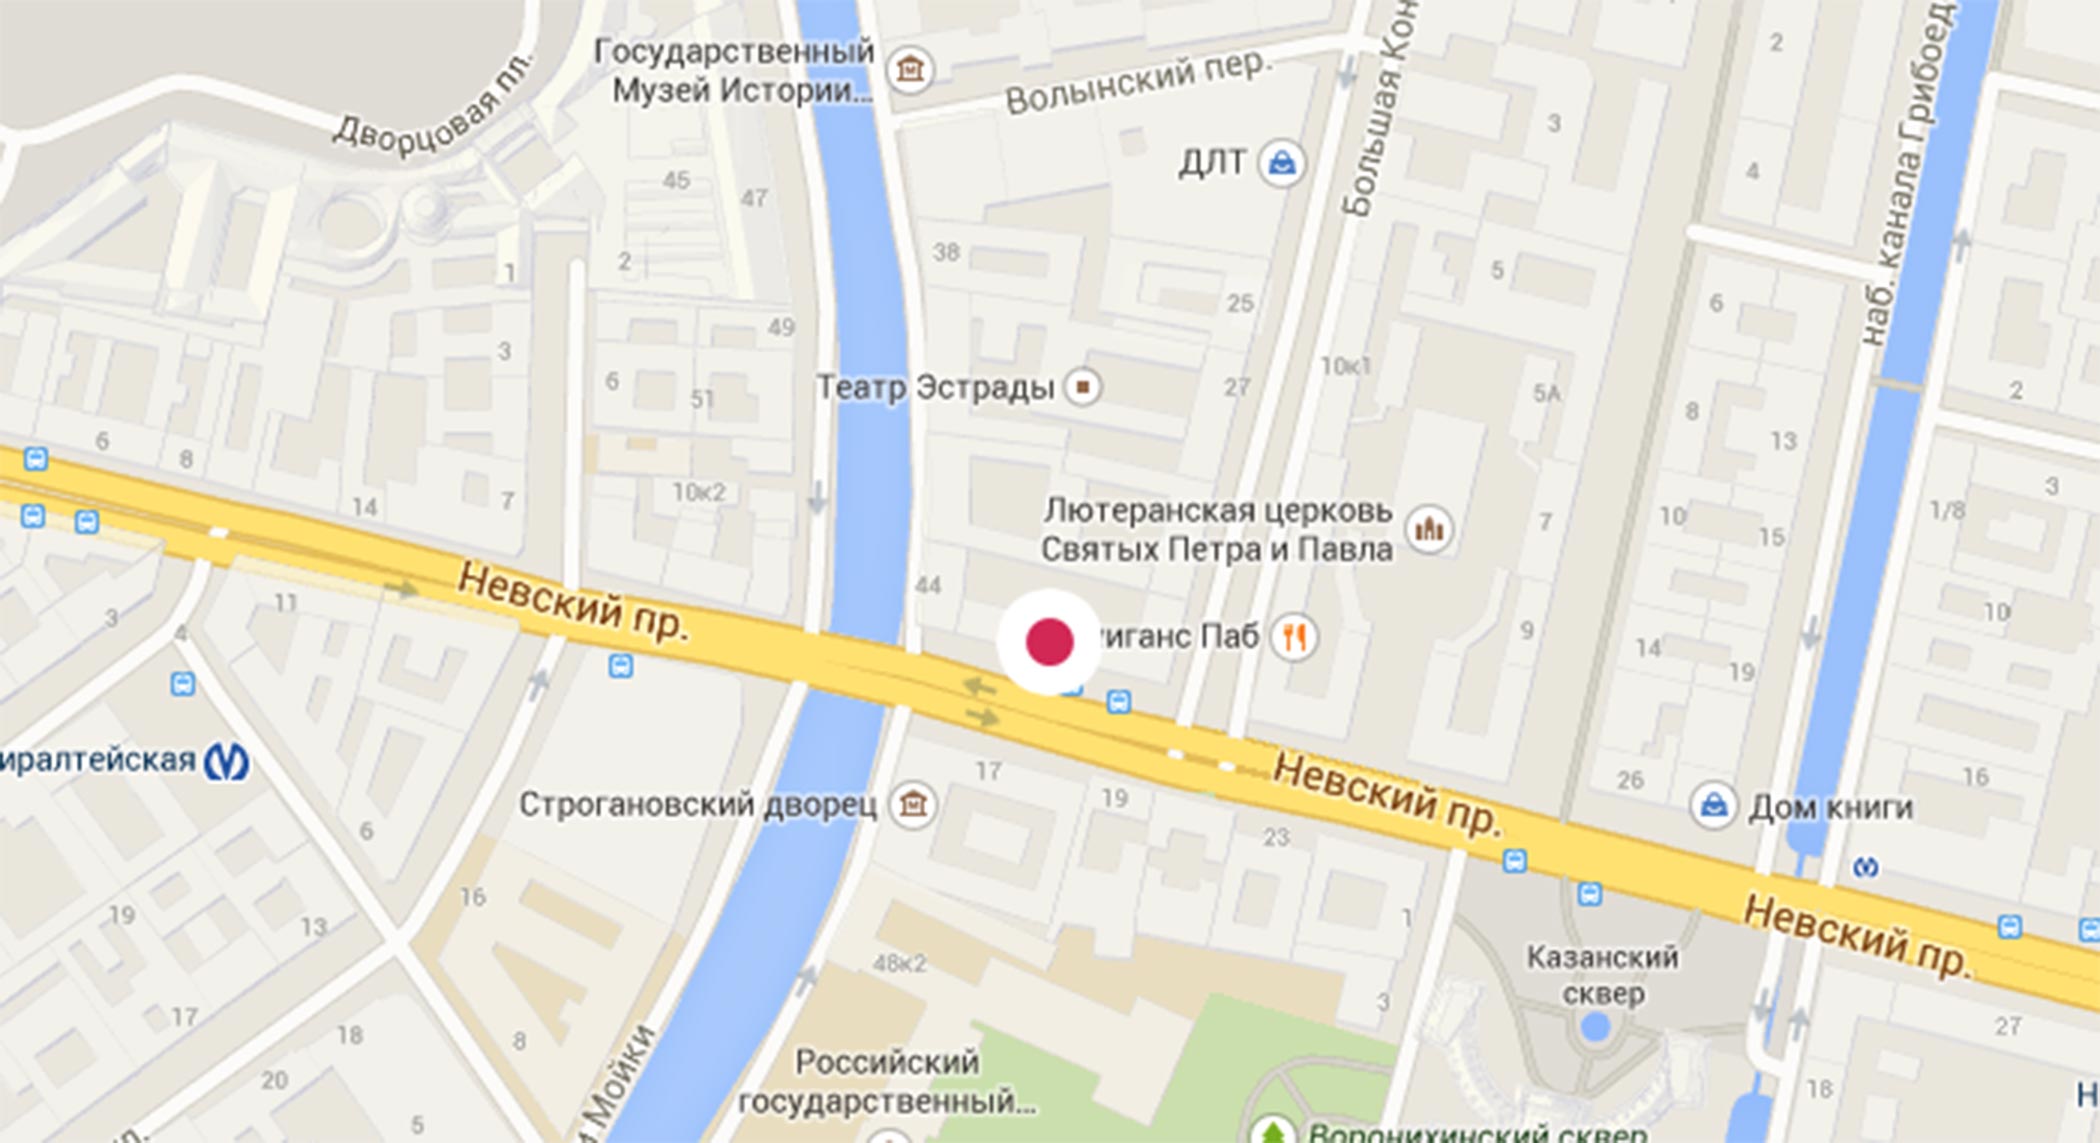 Государственный
Музей Истории...
Дворцовая пл.
Волынский пер.
ДЛТ
Большая Кон
наб. канала Грибоед
2
3
4
45
47
1
2
38
5
25
6
49
3
6
51
Театр Эстрады
27
10к1
5А
8
13
2
6
8
14
7
10к2
Лютеранская церковь
Святых Петра и Павла
7
10
15
1/8
3
Невский пр.
44
11
3
4
иганс Паб
9
14
19
10
иралтейская
Строгановский дворец
17
19
23
Невский пр.
26
Дом книги
16
6
16
19
13
1
Невский пр.
Казанский
сквер
48к2
3
27
17
18
20
8
5
и Мойки
Российский
государственный...
18
Н
Воронихинский сквер
л.